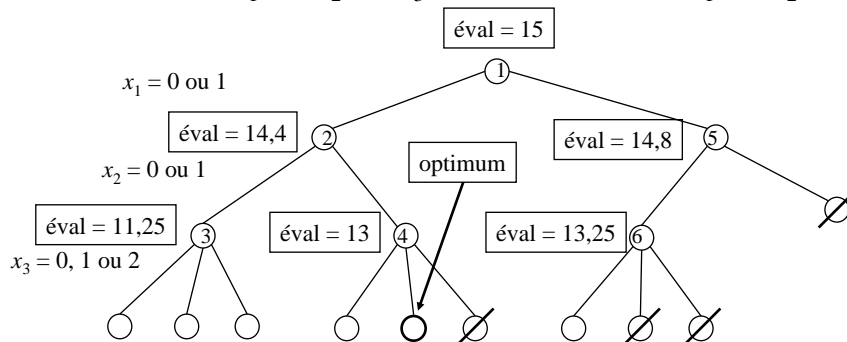 éval = 15
1
x₁ = 0 ou 1
éval = 14,4
2
éval = 14,8
5
optimum
x₂ = 0 ou 1
éval = 11,25
3
éval = 13
4
éval = 13,25
6
x₃ = 0, 1 ou 2